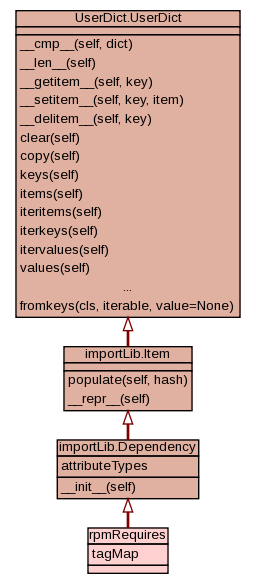 UserDict.UserDict
__cmp__(self, dict)
__len__(self)
__getitem__(self, key)
__setitem__(self, key, item)
__delitem__(self, key)
clear(self)
copy(self)
keys(self)
items(self)
iteritems(self)
iterkeys(self)
itervalues(self)
values(self)
...
fromkeys(cls, iterable, value=None)
importLib.Item
populate(self, hash)
__repr__(self)
importLib.Dependency
attributeTypes
__init__(self)
rpmRequires
tagMap